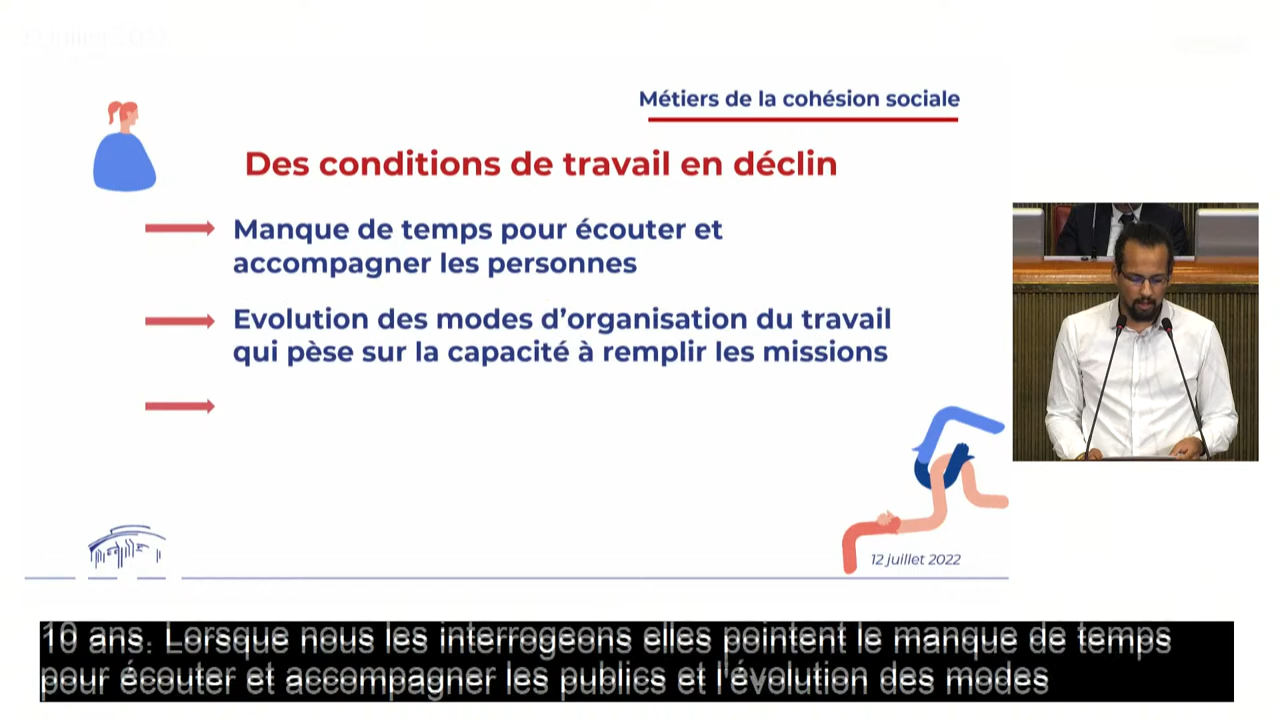 Métiers de la cohésion sociale
Des conditions de travail en déclin
Manque de temps pour écouter et
accompagner les personnes
Evolution des modes d’organisation du travail
qui pèse sur la capacité à remplir les missions
12 juillet 2022
10 ans. Lorsque nous les interrogeons elles pointent le manque de temps
pour écouter et accompagner les publics et l'évolution des modes